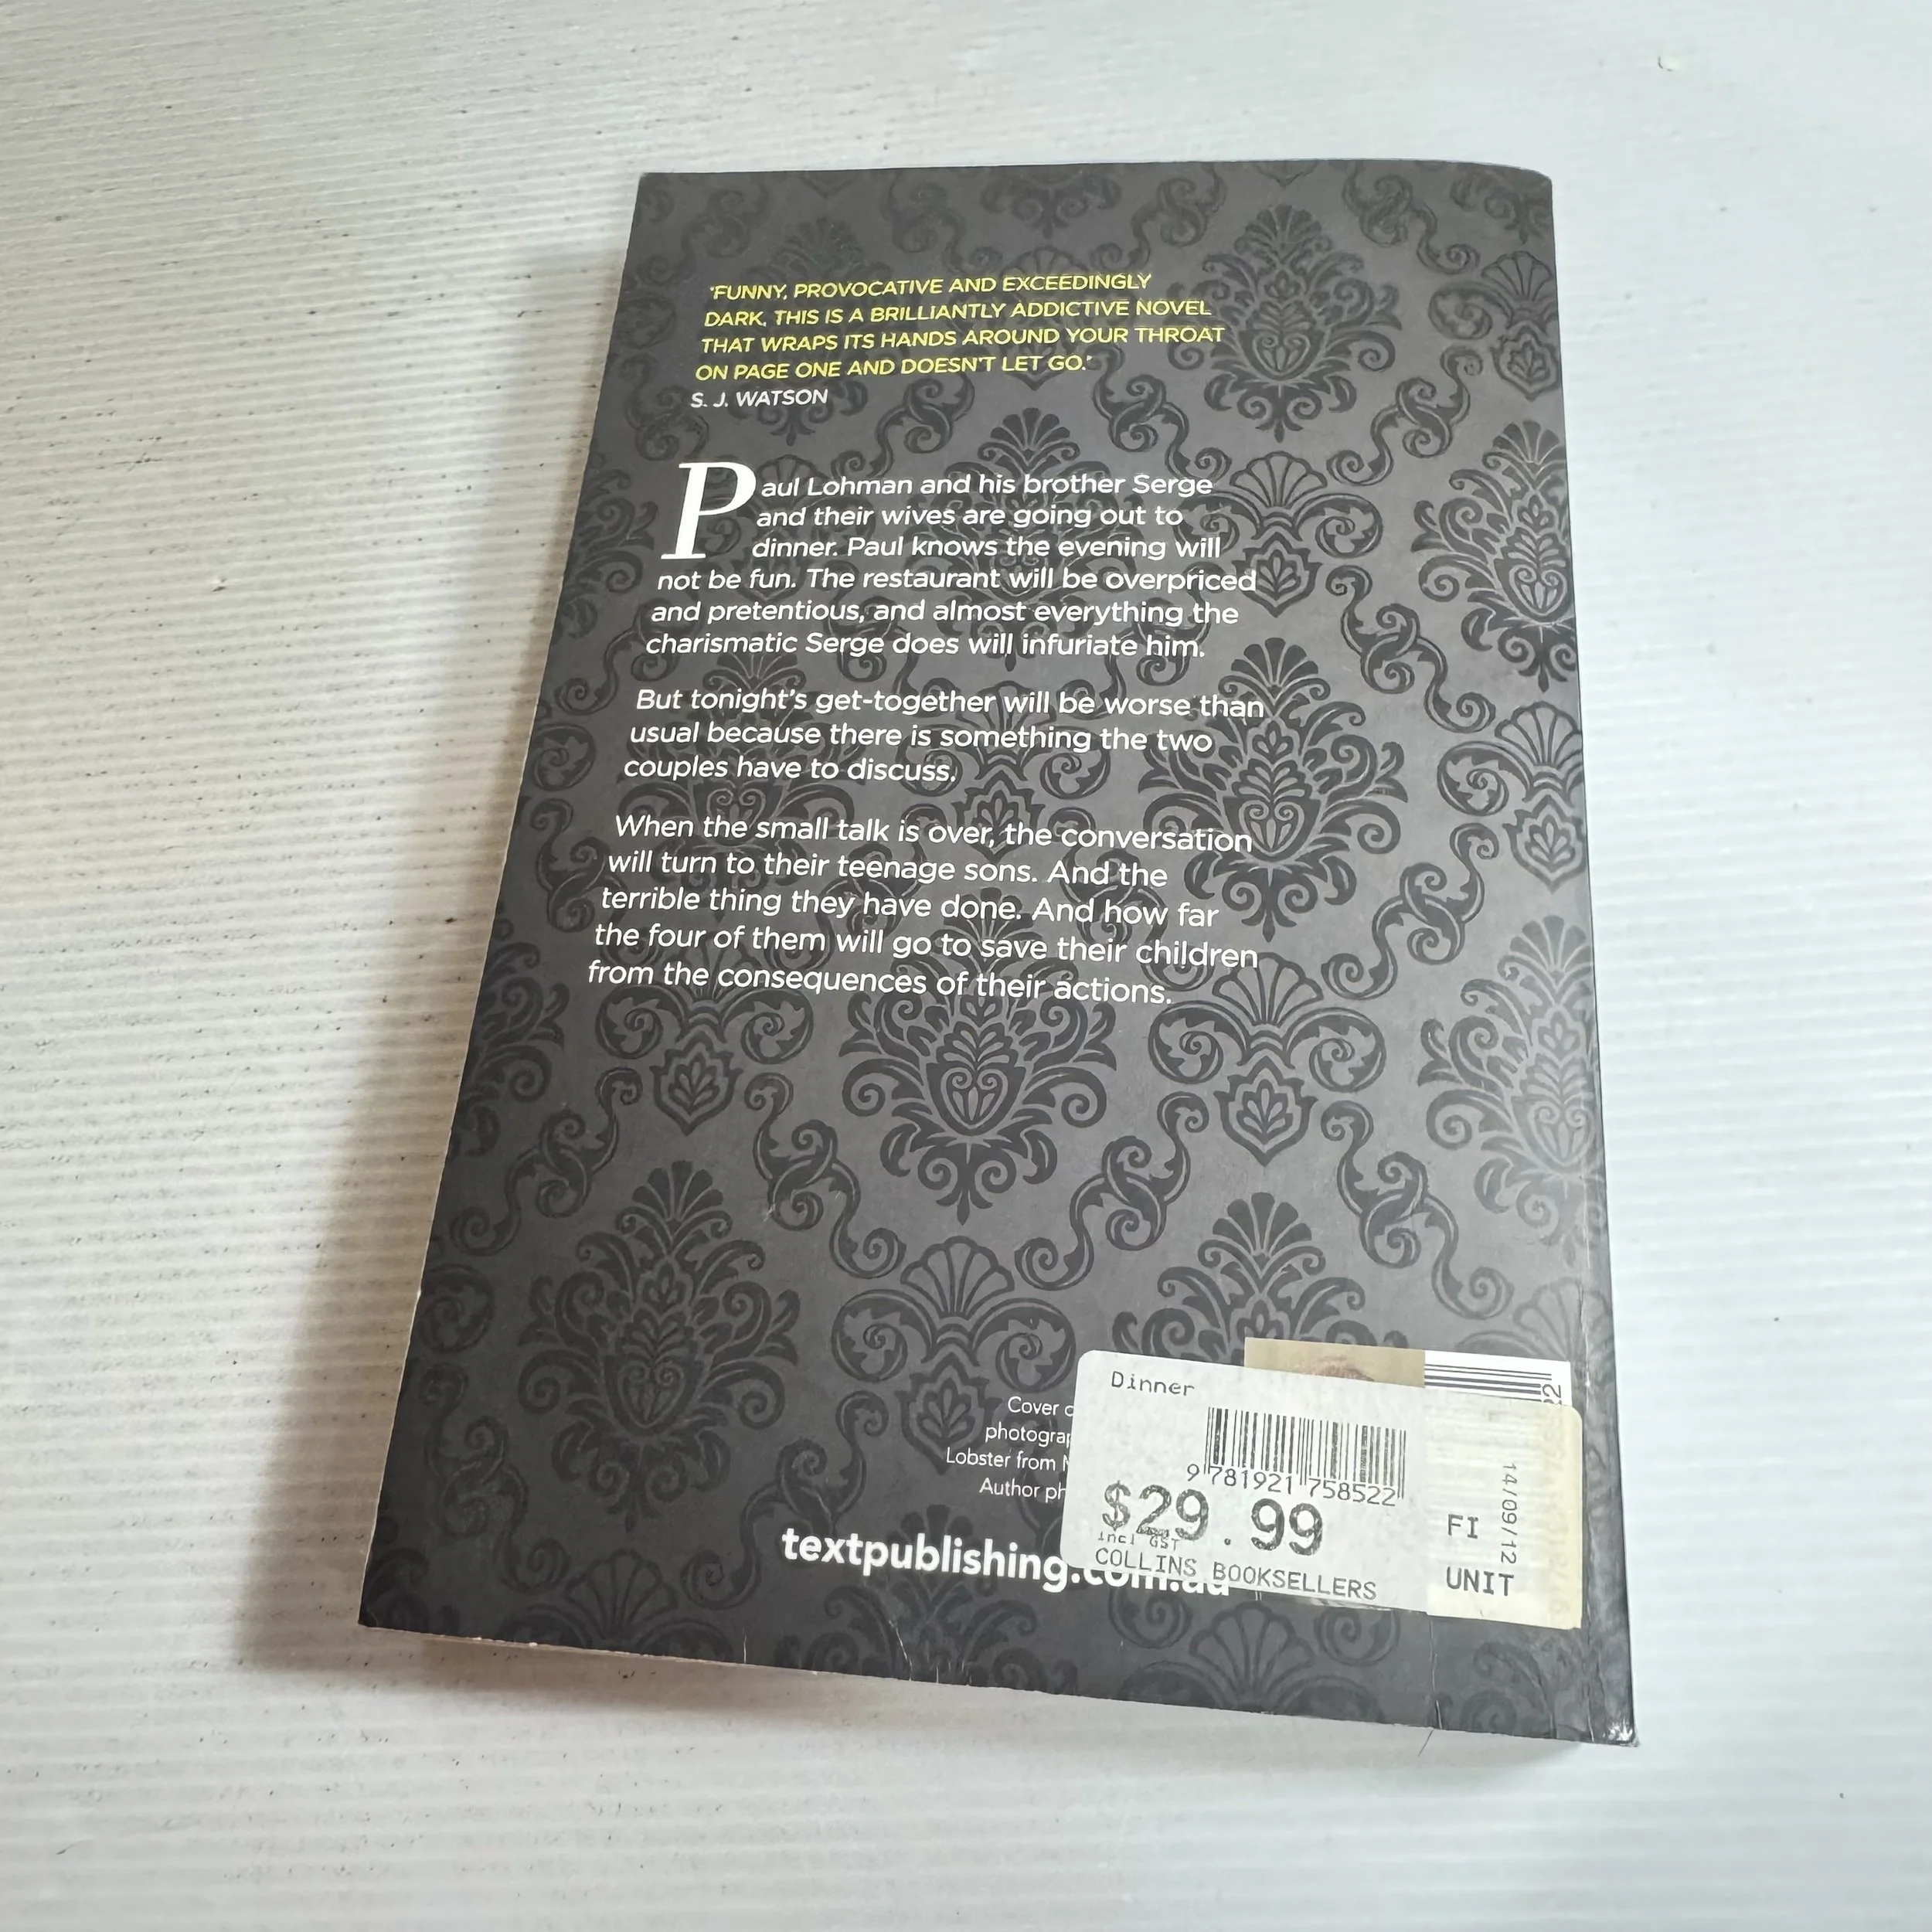 'FUNNY, PROVOCATIVE AND EXCEEDINGLY
DARK, THIS IS A BRILLIANTLY ADDICTIVE NOVEL
THAT WRAPS ITS HANDS AROUND YOUR THROAT
ON PAGE ONE AND DOESN'T LET GO.'
S. J. WATSON
Paul Lohman and his brother Serge
and their wives are going out to
dinner. Paul knows the evening will
not be fun. The restaurant will be overpriced
and pretentious, and almost everything the
charismatic Serge does will infuriate him.
But tonight's get-together will be worse than
usual because there is something the two
couples have to discuss.
When the small talk is over, the conversation
will turn to their teenage sons. And the
terrible thing they have done. And how far
the four of them will go to save their children
from the consequences of their actions.
Cover
Lobster from
Author
textpublishing.com.au
Dinner
9 781921 758522
$29.99
incl GST
COLLINS BOOKSELLERS
FI
UNIT
14/09/12